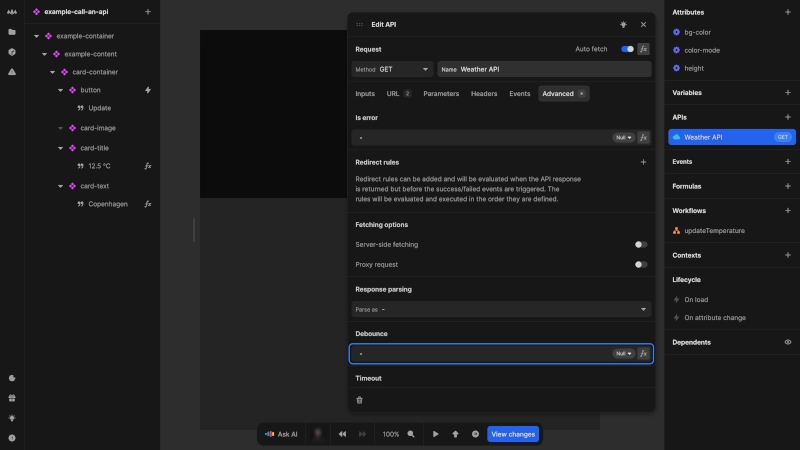 example-call-an-api
example-container
example-content
card-container
button
Update
card-image
card-title
12.5 °C
card-text
Copenhagen
Edit API
Request
Auto fetch
fx
Method GET
Name Weather API
Inputs
URL 2
Parameters
Headers
Events
Advanced
Is error
Null
fx
Redirect rules
Redirect rules can be added and will be evaluated when the API response
is returned but before the success/failed events are triggered. The
rules will be evaluated and executed in the order they are defined.
Fetching options
Server-side fetching
Proxy request
Response parsing
Parse as -
Debounce
Null
fx
Timeout
Ask AI
100%
View changes
Attributes
bg-color
color-mode
height
Variables
APIs
Weather API GET
Events
Formulas
Workflows
updateTemperature
Contexts
Lifecycle
On load
On attribute change
Dependents